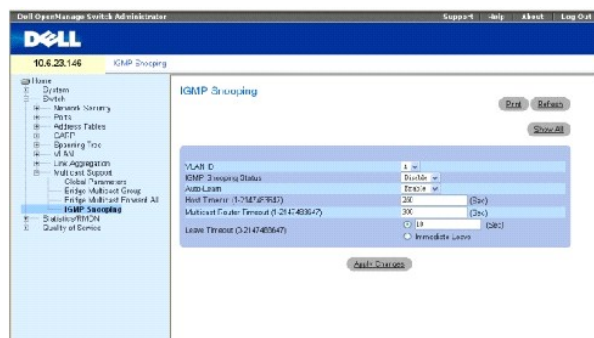 Dell OpenManage Switch Administrator
Support Help About Log Out
DELL
10.6.23.146 IGMP Snooping
Home
System
Switch
Network Security
Ports
Address Tables
GARP
Spanning Tree
VLAN
Link Aggregation
Multicast Support
Global Parameters
Bridge Multicast Group
Bridge Multicast Forward All
IGMP Snooping
Statistics/RMON
Quality of Service
IGMP Snooping
Print Refresh
Show All
VLAN ID
IGMP Snooping Status Disable
Auto-Learn Enable
Host Timeout (1-2147483647) 260 (Sec)
Multicast Router Timeout (1-2147483647) 300 (Sec)
Leave Timeout (0-2147483647) 10 (Sec)
Immediate Leave
Apply Changes